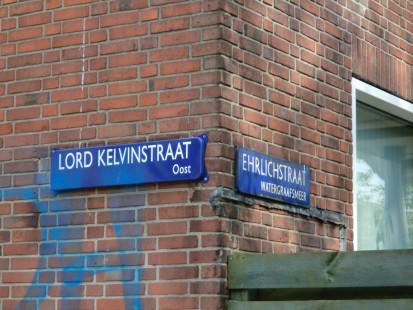 LORD KELVINSTRAAT
Oost
EHRLICHSTRAAT
WATERGRAAFSMEER